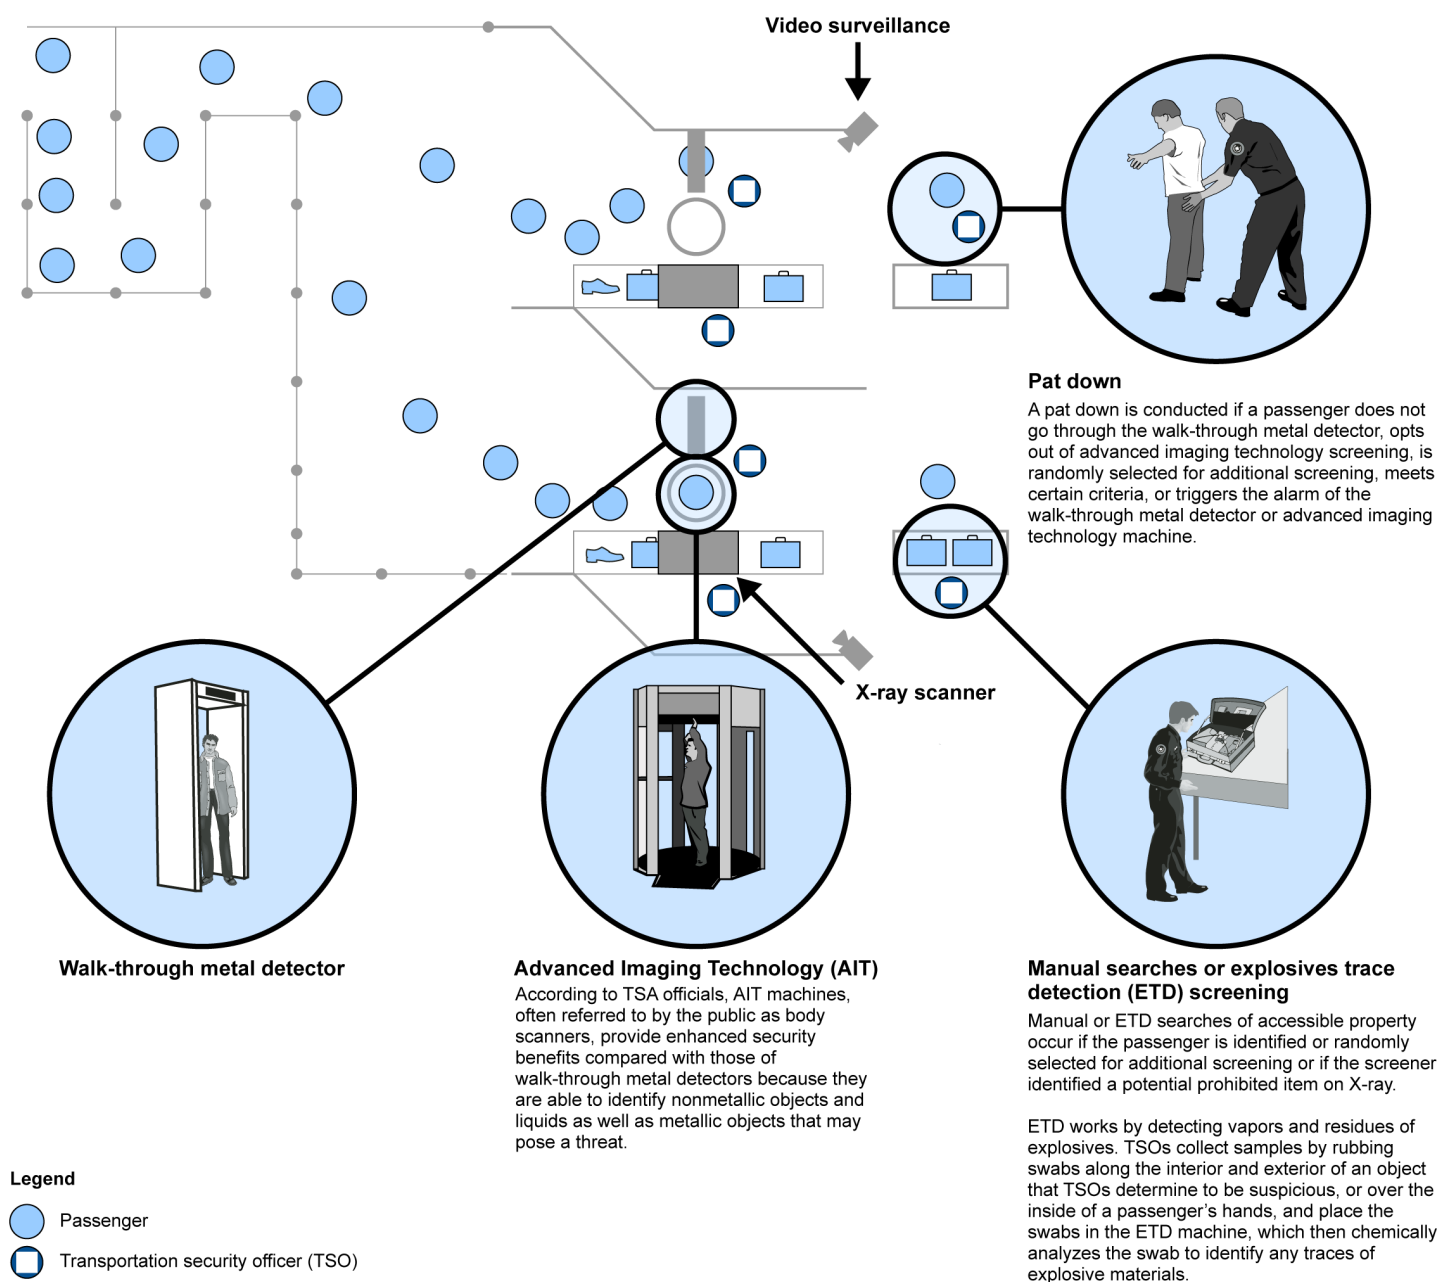 Video surveillance
Pat down
A pat down is conducted if a passenger does not
go through the walk-through metal detector, opts
out of advanced imaging technology screening, is
randomly selected for additional screening, meets
certain criteria, or triggers the alarm of the
walk-through metal detector or advanced imaging
technology machine.
X-ray scanner
Walk-through metal detector
Advanced Imaging Technology (AIT)
According to TSA officials, AIT machines,
often referred to by the public as body
scanners, provide enhanced security
benefits compared with those of
walk-through metal detectors because they
are able to identify nonmetallic objects and
liquids as well as metallic objects that may
pose a threat.
Manual searches or explosives trace
detection (ETD) screening
Manual or ETD searches of accessible property
occur if the passenger is identified or randomly
selected for additional screening or if the screener
identified a potential prohibited item on X-ray.
ETD works by detecting vapors and residues of
explosives. TSOs collect samples by rubbing
swabs along the interior and exterior of an object
that TSOs determine to be suspicious, or over the
inside of a passenger's hands, and place the
swabs in the ETD machine, which then chemically
analyzes the swab to identify any traces of
explosive materials.
Legend
Passenger
Transportation security officer (TSO)